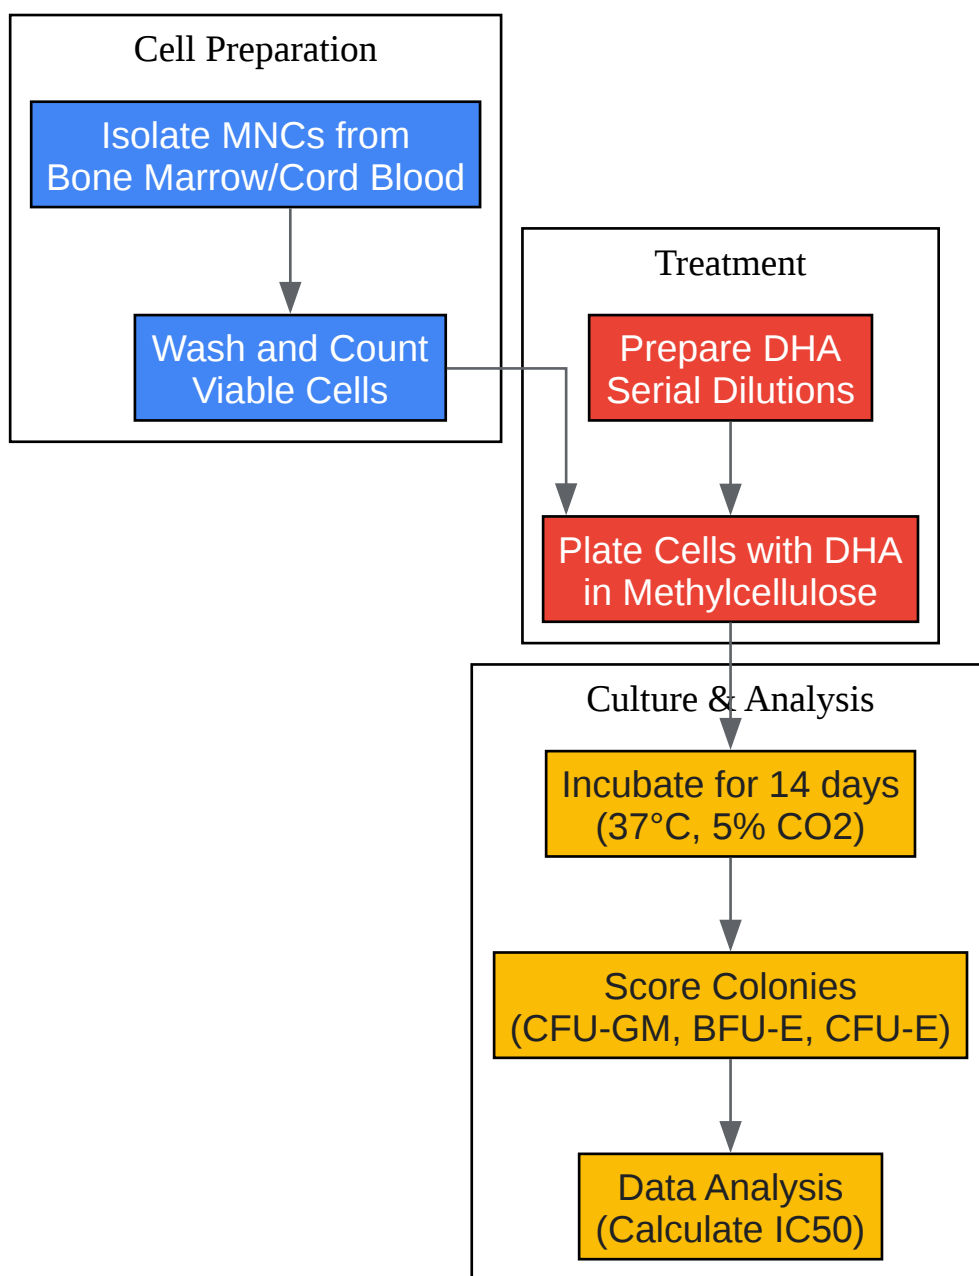 Cell Preparation
Isolate MNCs from
Bone Marrow/Cord Blood
Wash and Count
Viable Cells
Treatment
Prepare DHA
Serial Dilutions
Plate Cells with DHA
in Methylcellulose
Culture & Analysis
Incubate for 14 days
(37°C, 5% CO2)
Score Colonies
(CFU-GM, BFU-E, CFU-E)
Data Analysis
(Calculate IC50)